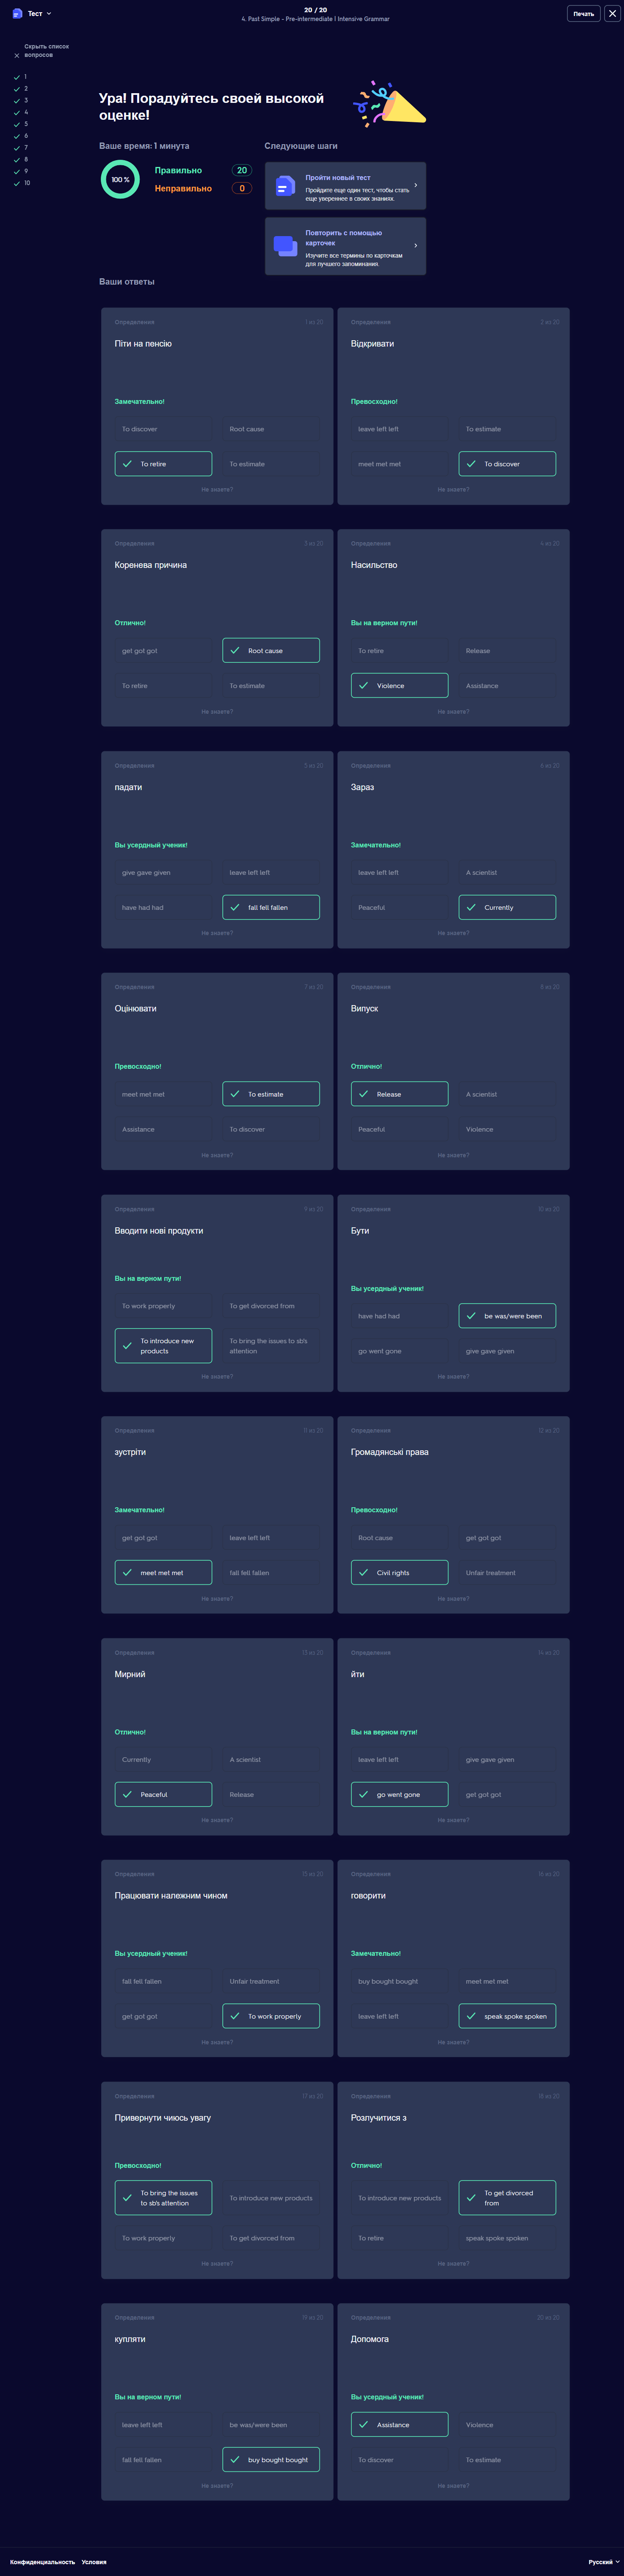 Тест
20 / 20
4. Past Simple - Pre-intermediate | Intensive Grammar
Печать
Скрыть список
вопросов
1
2
3
4
5
6
7
8
9
10
Ура! Порадуйтесь своей высокой
оценке!
Ваше время: 1 минута
100 %
Правильно
20
Неправильно
0
Следующие шаги
Пройти новый тест
Пройдите еще один тест, чтобы стать
еще увереннее в своих знаниях.
Повторить с помощью
карточек
Изучите все термины по карточкам
для лучшего запоминания.
Ваши ответы
Определения
1 из 20
Піти на пенсію
Замечательно!
To discover
Root cause
To retire
To estimate
Не знаете?
Определения
2 из 20
Відкривати
Превосходно!
leave left left
To estimate
meet met met
To discover
Не знаете?
Определения
3 из 20
Коренева причина
Отлично!
get got got
Root cause
To retire
To estimate
Не знаете?
Определения
4 из 20
Насильство
Вы на верном пути!
To retire
Release
Violence
Assistance
Не знаете?
Определения
5 из 20
падати
Вы усердный ученик!
give gave given
leave left left
have had had
fall fell fallen
Не знаете?
Определения
6 из 20
Зараз
Замечательно!
leave left left
A scientist
Peaceful
Currently
Не знаете?
Определения
7 из 20
Оцінювати
Превосходно!
meet met met
To estimate
Assistance
To discover
Не знаете?
Определения
8 из 20
Випуск
Отлично!
Release
A scientist
Peaceful
Violence
Не знаете?
Определения
9 из 20
Вводити нові продукти
Вы на верном пути!
To work properly
To get divorced from
To introduce new
products
To bring the issues to sb's
attention
Не знаете?
Определения
10 из 20
Бути
Вы усердный ученик!
have had had
be was/were been
go went gone
give gave given
Не знаете?
Определения
11 из 20
зустріти
Замечательно!
get got got
leave left left
meet met met
fall fell fallen
Не знаете?
Определения
12 из 20
Громадянські права
Превосходно!
Root cause
get got got
Civil rights
Unfair treatment
Не знаете?
Определения
13 из 20
Мирний
Отлично!
Currently
A scientist
Peaceful
Release
Не знаете?
Определения
14 из 20
йти
Вы на верном пути!
leave left left
give gave given
go went gone
get got got
Не знаете?
Определения
15 из 20
Працювати належним чином
Вы усердный ученик!
fall fell fallen
Unfair treatment
get got got
To work properly
Не знаете?
Определения
16 из 20
говорити
Замечательно!
buy bought bought
meet met met
leave left left
speak spoke spoken
Не знаете?
Определения
17 из 20
Привернути чиюсь увагу
Превосходно!
To bring the issues
to sb's attention
To introduce new products
To work properly
To get divorced from
Не знаете?
Определения
18 из 20
Розлучитися з
Отлично!
To introduce new products
To get divorced
from
To retire
speak spoke spoken
Не знаете?
Определения
19 из 20
купляти
Вы на верном пути!
leave left left
be was/were been
fall fell fallen
buy bought bought
Не знаете?
Определения
20 из 20
Допомога
Вы усердный ученик!
Assistance
Violence
To discover
To estimate
Не знаете?
Конфиденциальность
Условия
Русский